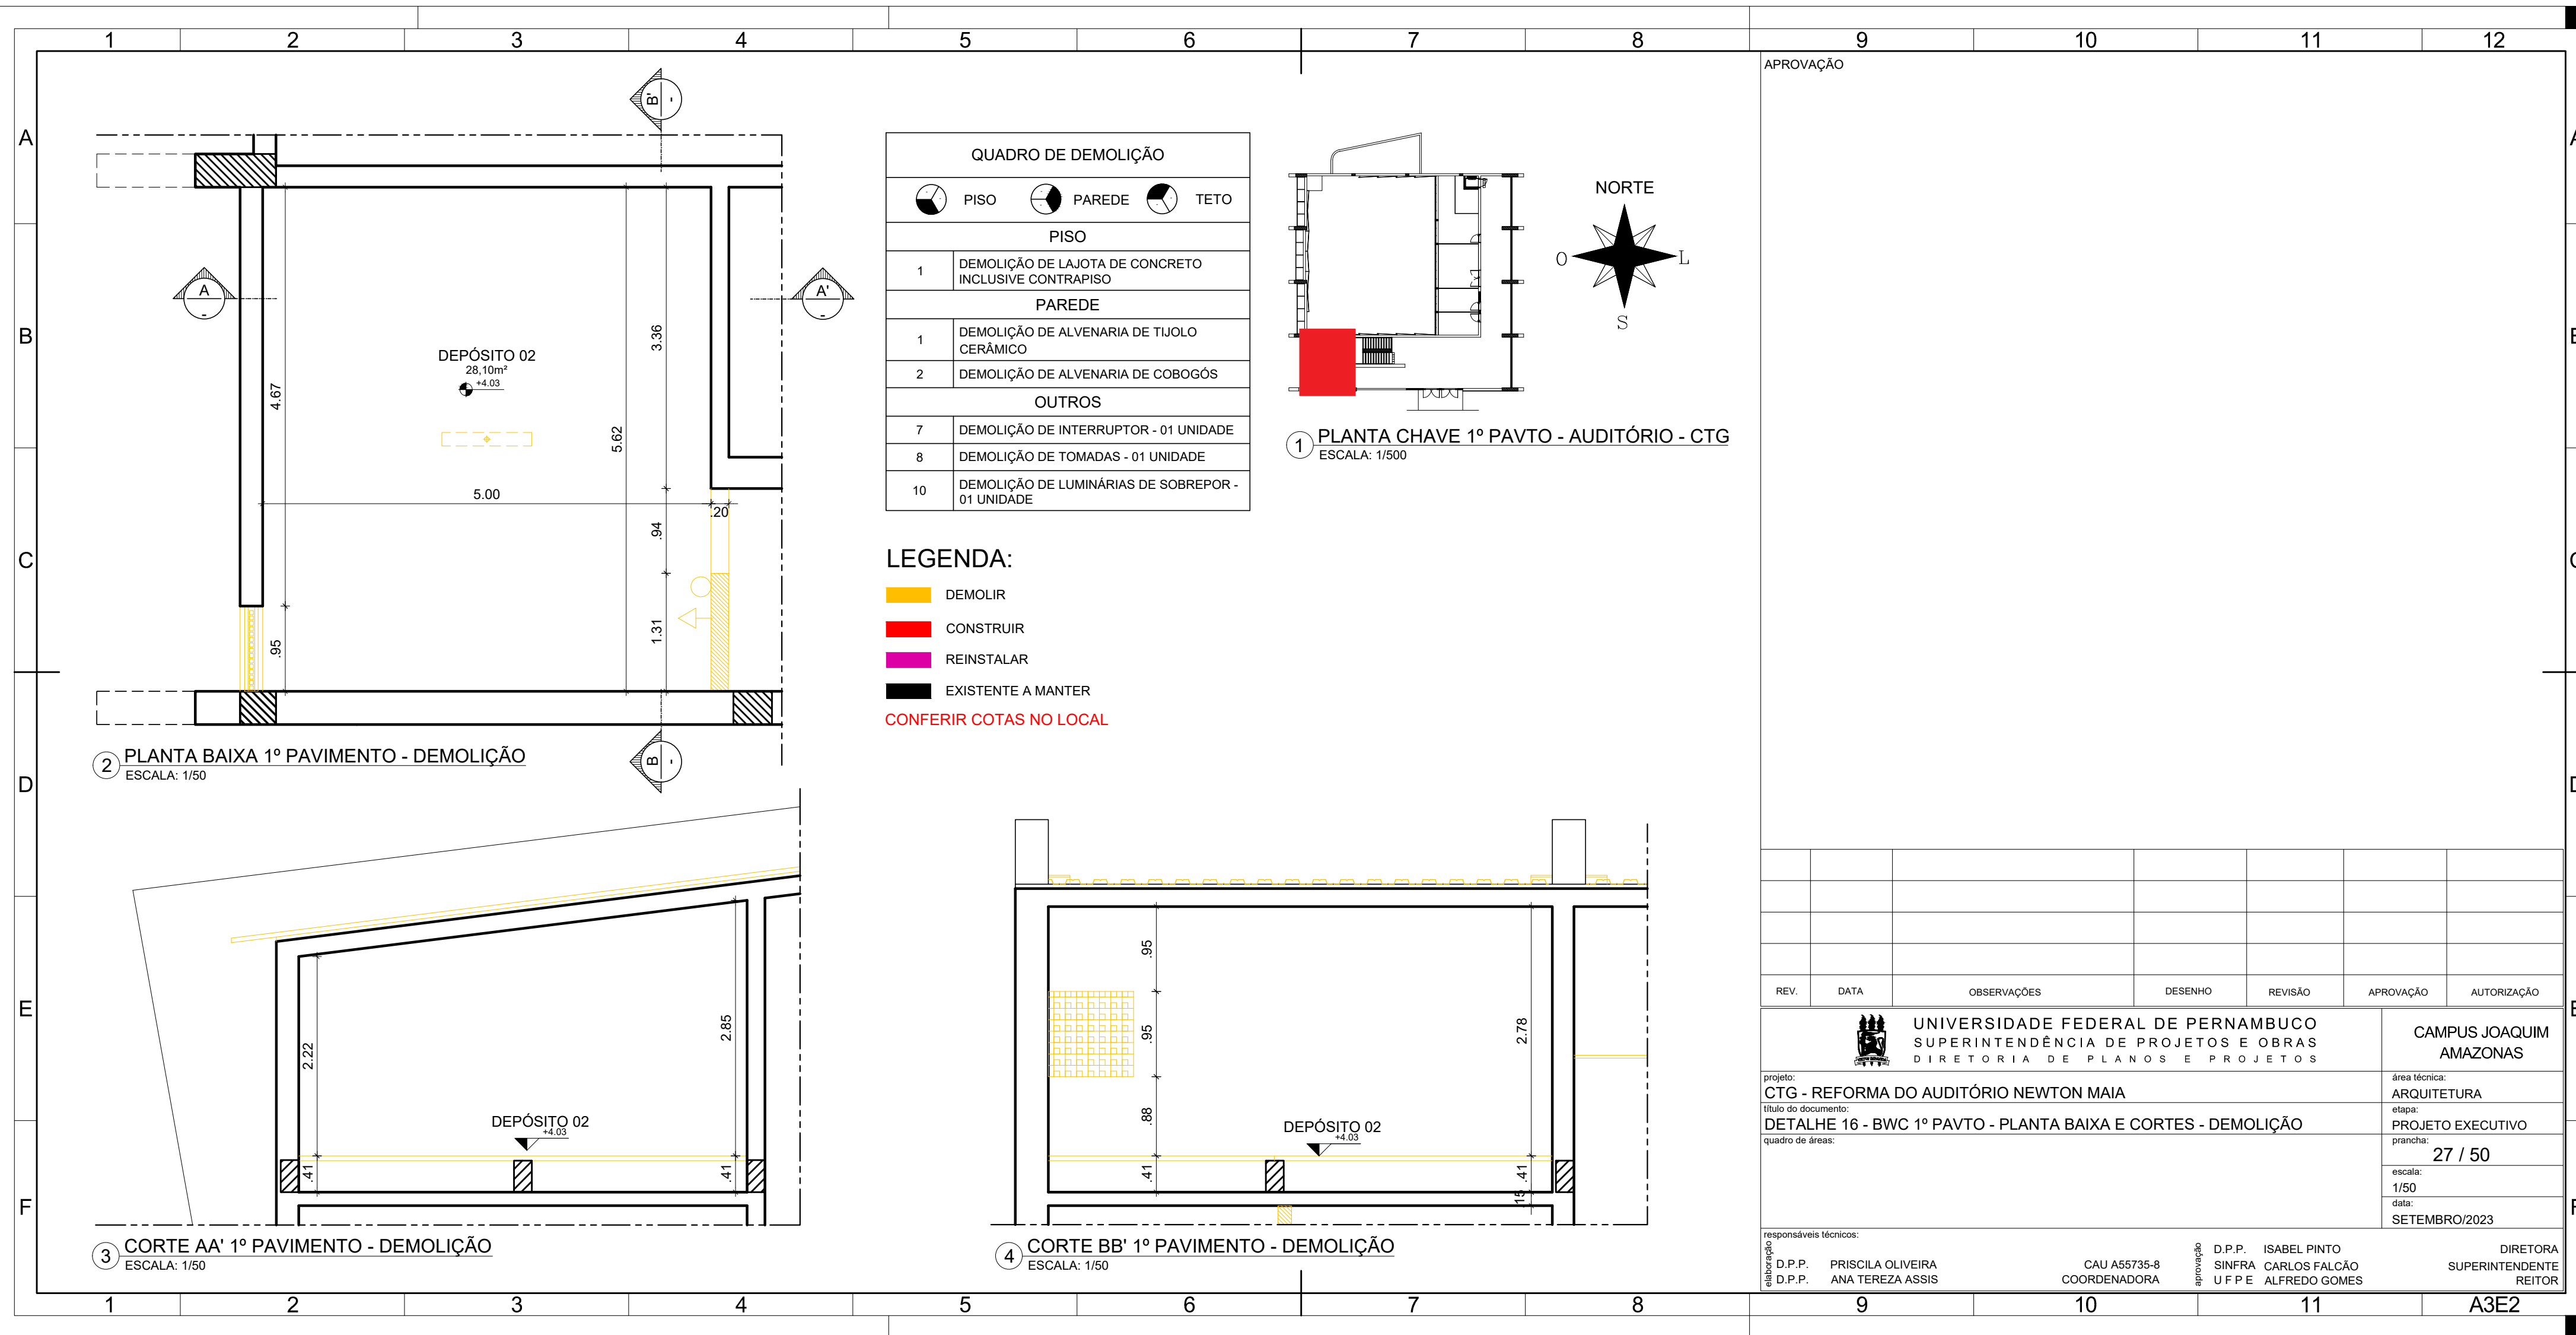 1 2 3 4 5 6 7 8 9 10 11 12
A
B
C
D
E
F
B'
-
A
-
A'
-
DEPÓSITO 02
28,10m²
+4.03
4.67
3.36
5.62
5.00
.20
.94
1.31
.95
B
-
2 PLANTA BAIXA 1º PAVIMENTO - DEMOLIÇÃO
ESCALA: 1/50
QUADRO DE DEMOLIÇÃO
PISO PAREDE TETO
PISO
1 DEMOLIÇÃO DE LAJOTA DE CONCRETO
INCLUSIVE CONTRAPISO
PAREDE
1 DEMOLIÇÃO DE ALVENARIA DE TIJOLO
CERÂMICO
2 DEMOLIÇÃO DE ALVENARIA DE COBOGÓS
OUTROS
7 DEMOLIÇÃO DE INTERRUPTOR - 01 UNIDADE
8 DEMOLIÇÃO DE TOMADAS - 01 UNIDADE
10 DEMOLIÇÃO DE LUMINÁRIAS DE SOBREPOR -
01 UNIDADE
LEGENDA:
DEMOLIR
CONSTRUIR
REINSTALAR
EXISTENTE A MANTER
CONFERIR COTAS NO LOCAL
NORTE
O L
S
1 PLANTA CHAVE 1º PAVTO - AUDITÓRIO - CTG
ESCALA: 1/500
2.22
2.85
DEPÓSITO 02
+4.03
.41
.41
3 CORTE AA' 1º PAVIMENTO - DEMOLIÇÃO
ESCALA: 1/50
.95
.95
2.78
.88
DEPÓSITO 02
+4.03
.41
.41
.15
4 CORTE BB' 1º PAVIMENTO - DEMOLIÇÃO
ESCALA: 1/50
APROVAÇÃO
REV. DATA OBSERVAÇÕES DESENHO REVISÃO APROVAÇÃO AUTORIZAÇÃO
UNIVERSIDADE FEDERAL DE PERNAMBUCO
SUPERINTENDÊNCIA DE PROJETOS E OBRAS
DIRETORIA DE PLANOS E PROJETOS
CAMPUS JOAQUIM
AMAZONAS
projeto:
CTG - REFORMA DO AUDITÓRIO NEWTON MAIA
área técnica:
ARQUITETURA
título do documento:
DETALHE 16 - BWC 1º PAVTO - PLANTA BAIXA E CORTES - DEMOLIÇÃO
etapa:
PROJETO EXECUTIVO
quadro de áreas:
prancha:
27 / 50
escala:
1/50
data:
SETEMBRO/2023
responsáveis técnicos:
elaboração
D.P.P. PRISCILA OLIVEIRA CAU A55735-8
D.P.P. ANA TEREZA ASSIS COORDENADORA
aprovação
D.P.P. ISABEL PINTO DIRETORA
SINFRA CARLOS FALCÃO SUPERINTENDENTE
UFPE ALFREDO GOMES REITOR
1 2 3 4 5 6 7 8 9 10 11 A3E2
A
B
C
D
E
F